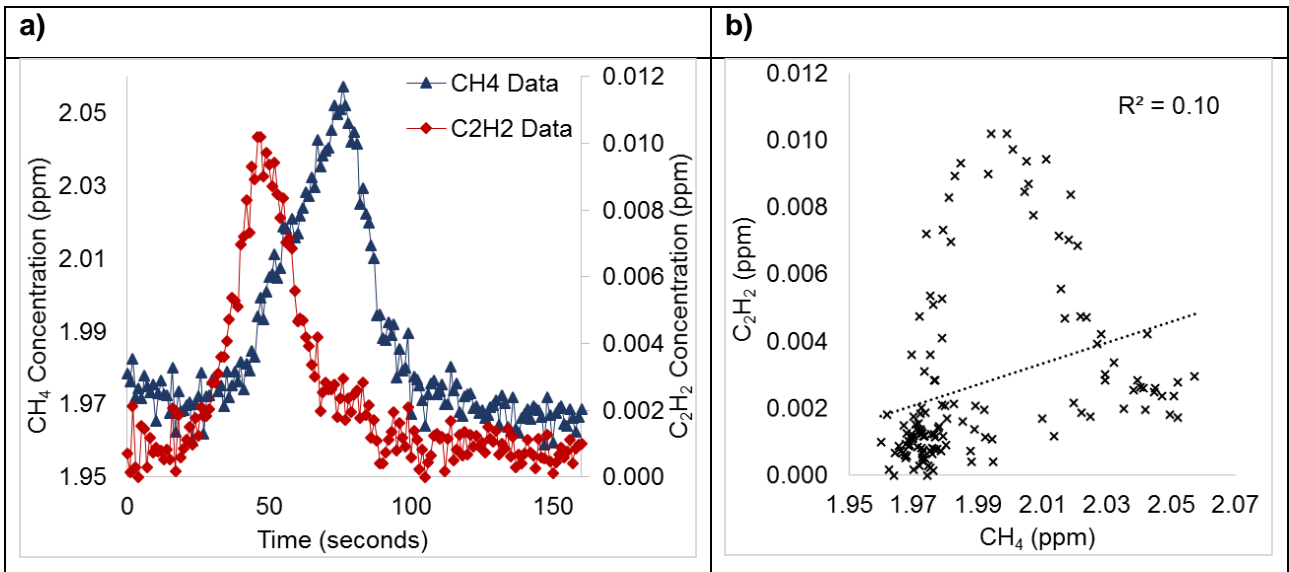 a)
CH4 Data
C2H2 Data
CH₄ Concentration (ppm)
2.05
2.03
2.01
1.99
1.97
1.95
0.012
0.010
0.008
0.006
0.004
0.002
0.000
C₂H₂ Concentration (ppm)
0 50 100 150
Time (seconds)
b)
R² = 0.10
C₂H₂ (ppm)
0.012
0.010
0.008
0.006
0.004
0.002
0.000
1.95 1.97 1.99 2.01 2.03 2.05 2.07
CH₄ (ppm)